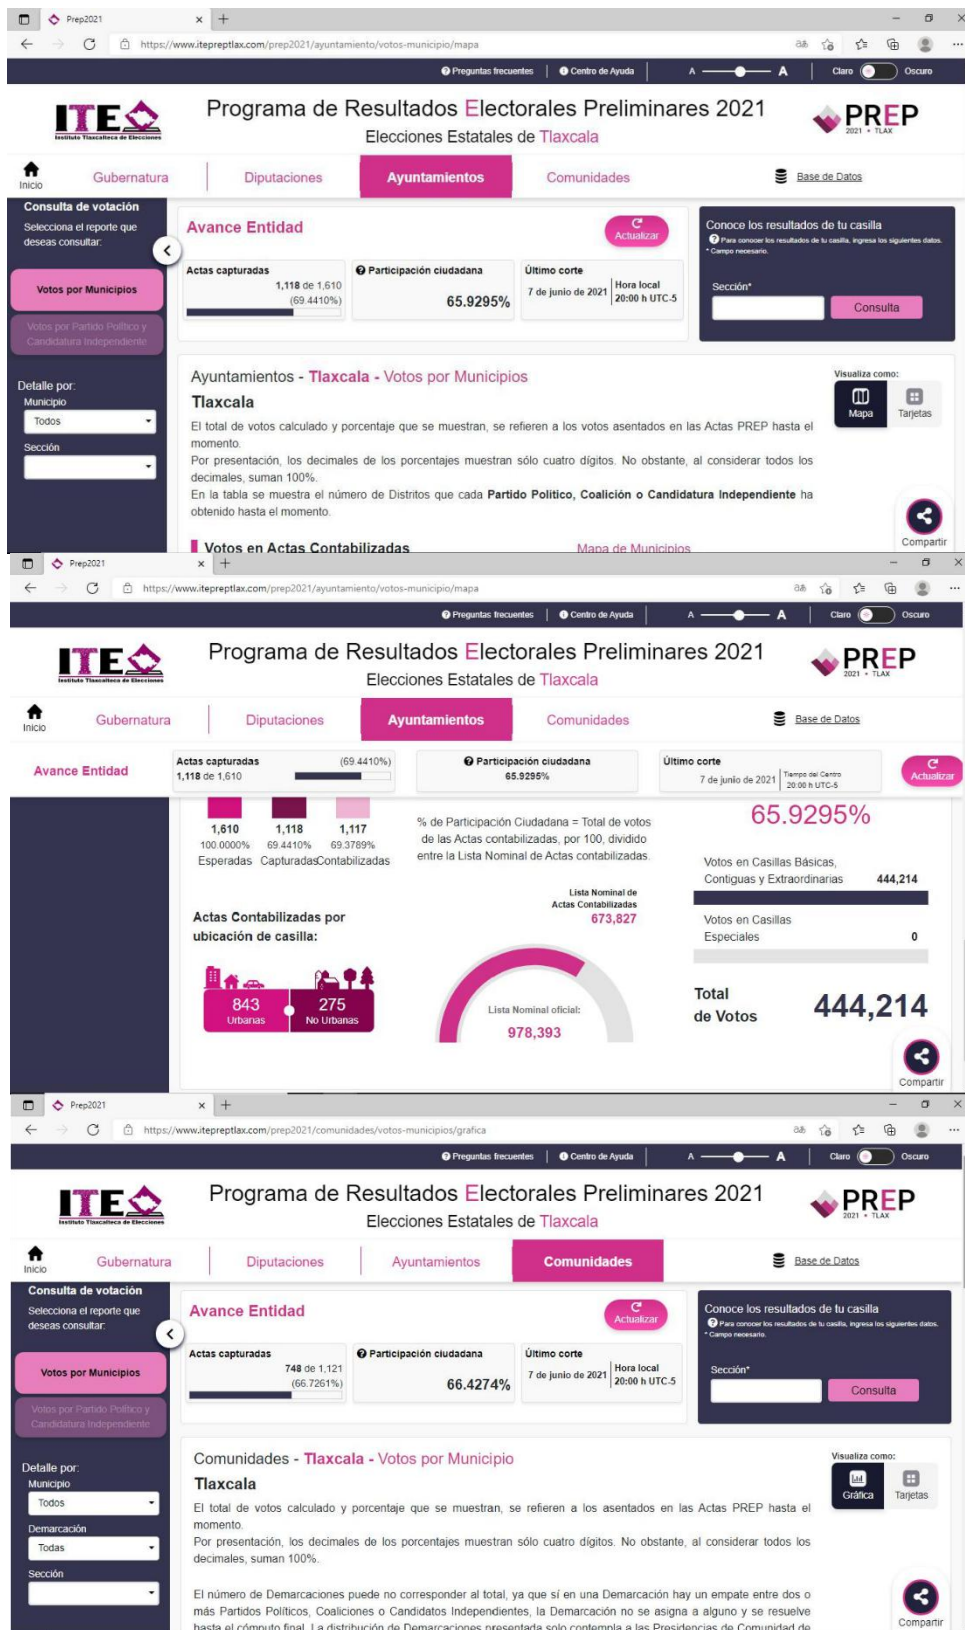 Prep2021
https://www.itepreptlax.com/prep2021/ayuntamiento/votos-municipio/mapa
Preguntas frecuentes
Centro de Ayuda
A
A
Claro
Oscuro
ITE
Instituto Tlaxcalteca de Elecciones
Programa de Resultados Electorales Preliminares 2021
Elecciones Estatales de Tlaxcala
PREP
2021 • TLAX
Inicio
Gubernatura
Diputaciones
Ayuntamientos
Comunidades
Base de Datos
Consulta de votación
Selecciona el reporte que
deseas consultar:
Votos por Municipios
Votos por Partido Político y
Candidatura Independiente
Detalle por:
Municipio
Todos
Sección
Avance Entidad
Actualizar
Actas capturadas
1,118 de 1,610
(69.4410%)
Participación ciudadana
65.9295%
Último corte
7 de junio de 2021
Hora local
20:00 h UTC-5
Conoce los resultados de tu casilla
Para conocer los resultados de tu casilla, ingresa los siguientes datos.
* Campo necesario.
Sección*
Consulta
Ayuntamientos - Tlaxcala - Votos por Municipios
Tlaxcala
El total de votos calculado y porcentaje que se muestran, se refieren a los votos asentados en las Actas PREP hasta el
momento.
Por presentación, los decimales de los porcentajes muestran sólo cuatro dígitos. No obstante, al considerar todos los
decimales, suman 100%.
En la tabla se muestra el número de Distritos que cada Partido Político, Coalición o Candidatura Independiente ha
obtenido hasta el momento.
Visualiza como:
Mapa
Tarjetas
Votos en Actas Contabilizadas
Mapa de Municipios
Compartir
Prep2021
https://www.itepreptlax.com/prep2021/ayuntamiento/votos-municipio/mapa
Preguntas frecuentes
Centro de Ayuda
A
A
Claro
Oscuro
ITE
Instituto Tlaxcalteca de Elecciones
Programa de Resultados Electorales Preliminares 2021
Elecciones Estatales de Tlaxcala
PREP
2021 • TLAX
Inicio
Gubernatura
Diputaciones
Ayuntamientos
Comunidades
Base de Datos
Avance Entidad
Actas capturadas
(69.4410%)
1,118 de 1,610
Participación ciudadana
65.9295%
Último corte
7 de junio de 2021
Tiempo del Centro
20:00 h UTC-5
Actualizar
1,610
100.0000%
Esperadas
1,118
69.4410%
Capturadas
1,117
69.3789%
Contabilizadas
% de Participación Ciudadana = Total de votos
de las Actas contabilizadas, por 100, dividido
entre la Lista Nominal de Actas contabilizadas.
65.9295%
Votos en Casillas Básicas,
Contiguas y Extraordinarias 444,214
Votos en Casillas
Especiales 0
Total
de Votos
444,214
Actas Contabilizadas por
ubicación de casilla:
843
Urbanas
275
No Urbanas
Lista Nominal de
Actas Contabilizadas
673,827
Lista Nominal oficial:
978,393
Compartir
Prep2021
https://www.itepreptlax.com/prep2021/comunidades/votos-municipios/grafica
Preguntas frecuentes
Centro de Ayuda
A
A
Claro
Oscuro
ITE
Instituto Tlaxcalteca de Elecciones
Programa de Resultados Electorales Preliminares 2021
Elecciones Estatales de Tlaxcala
PREP
2021 • TLAX
Inicio
Gubernatura
Diputaciones
Ayuntamientos
Comunidades
Base de Datos
Consulta de votación
Selecciona el reporte que
deseas consultar:
Votos por Municipios
Votos por Partido Político y
Candidatura Independiente
Detalle por:
Municipio
Todos
Demarcación
Todas
Sección
Avance Entidad
Actualizar
Actas capturadas
748 de 1,121
(66.7261%)
Participación ciudadana
66.4274%
Último corte
7 de junio de 2021
Hora local
20:00 h UTC-5
Conoce los resultados de tu casilla
Para conocer los resultados de tu casilla, ingresa los siguientes datos.
* Campo necesario.
Sección*
Consulta
Comunidades - Tlaxcala - Votos por Municipio
Tlaxcala
El total de votos calculado y porcentaje que se muestran, se refieren a los asentados en las Actas PREP hasta el
momento.
Por presentación, los decimales de los porcentajes muestran sólo cuatro dígitos. No obstante, al considerar todos los
decimales, suman 100%.
El número de Demarcaciones puede no corresponder al total, ya que sí en una Demarcación hay un empate entre dos o
más Partidos Políticos, Coaliciones o Candidatos Independientes, la Demarcación no se asigna a alguno y se resuelve
hasta el cómputo final. La distribución de Demarcaciones presentada solo contempla a las Presidencias de Comunidad de
Visualiza como:
Gráfica
Tarjetas
Compartir